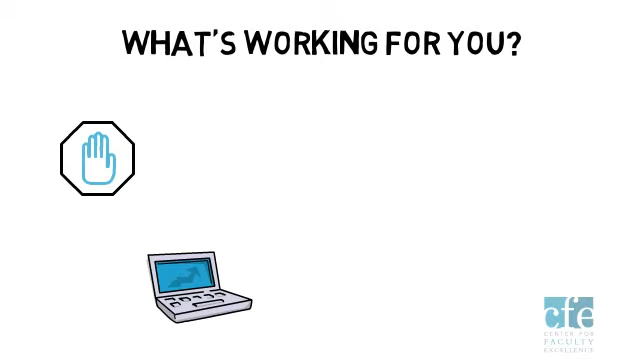 WHAT'S WORKING FOR YOU?
cfe
CENTER FOR
FACULTY
EXCELLENCE